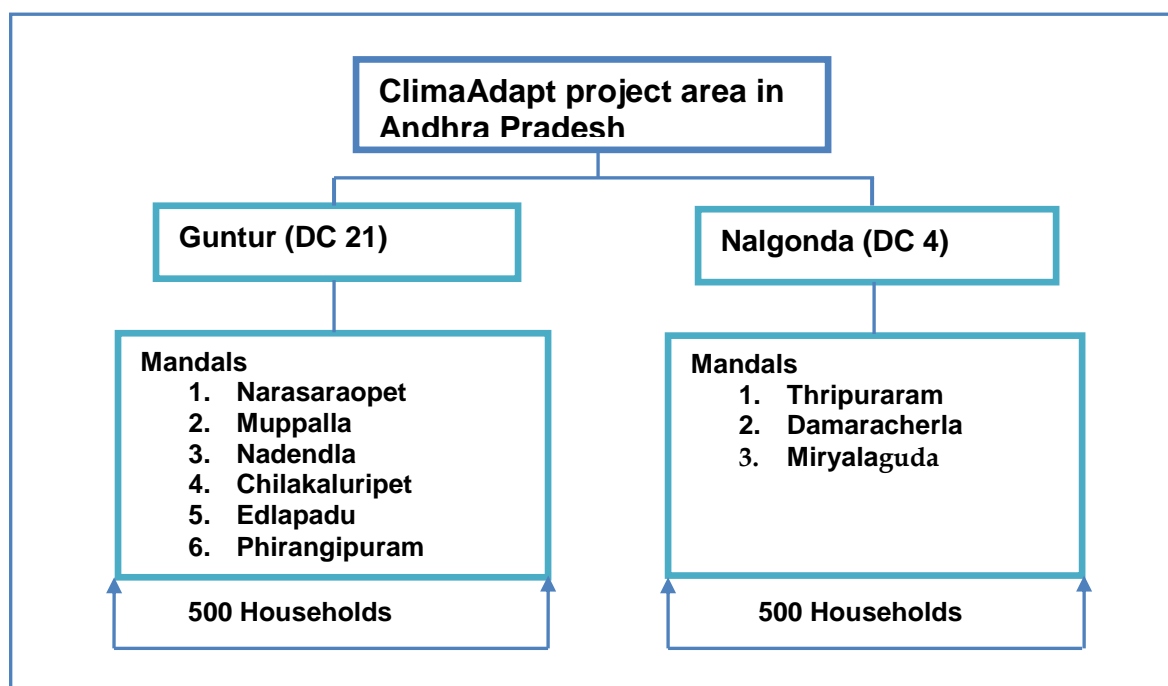 ClimaAdapt project area in
Andhra Pradesh
Guntur (DC 21)
Nalgonda (DC 4)
Mandals
1. Narasaraopet
2. Muppalla
3. Nadendla
4. Chilakaluripet
5. Edlapadu
6. Phirangipuram
Mandals
1. Thripuraram
2. Damaracherla
3. Miryalaguda
500 Households
500 Households